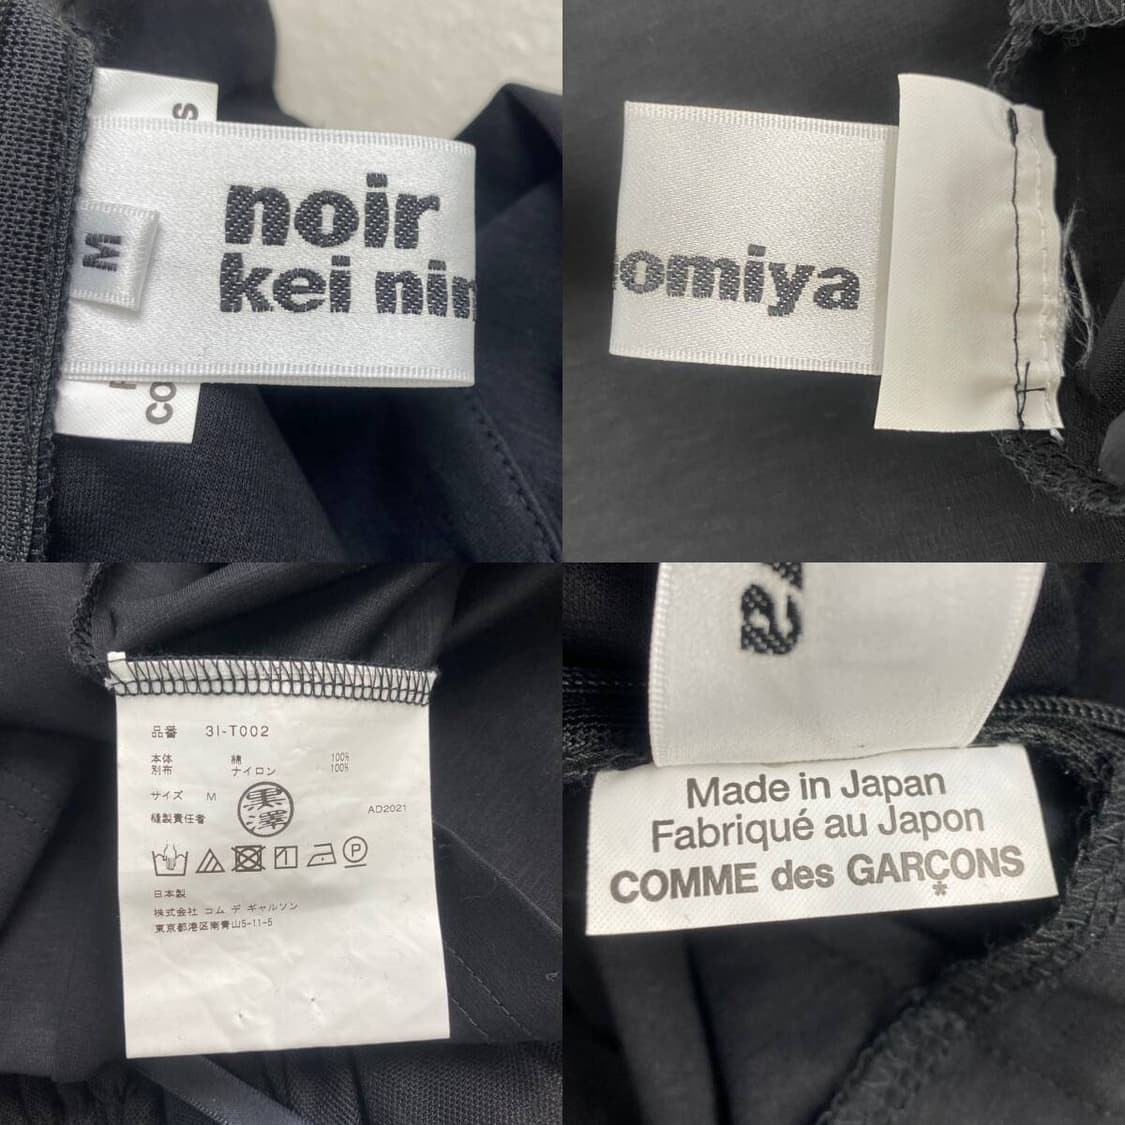 noir
kei nin
M
S
CO
omiya
品番 3I-T002
本体 綿 100%
別布 ナイロン 100%
サイズ M
縫製責任者
黒澤
AD2021
日本製
株式会社 コム デ ギャルソン
東京都港区南青山5-11-5
Made in Japan
Fabriqué au Japon
COMME des GARÇONS